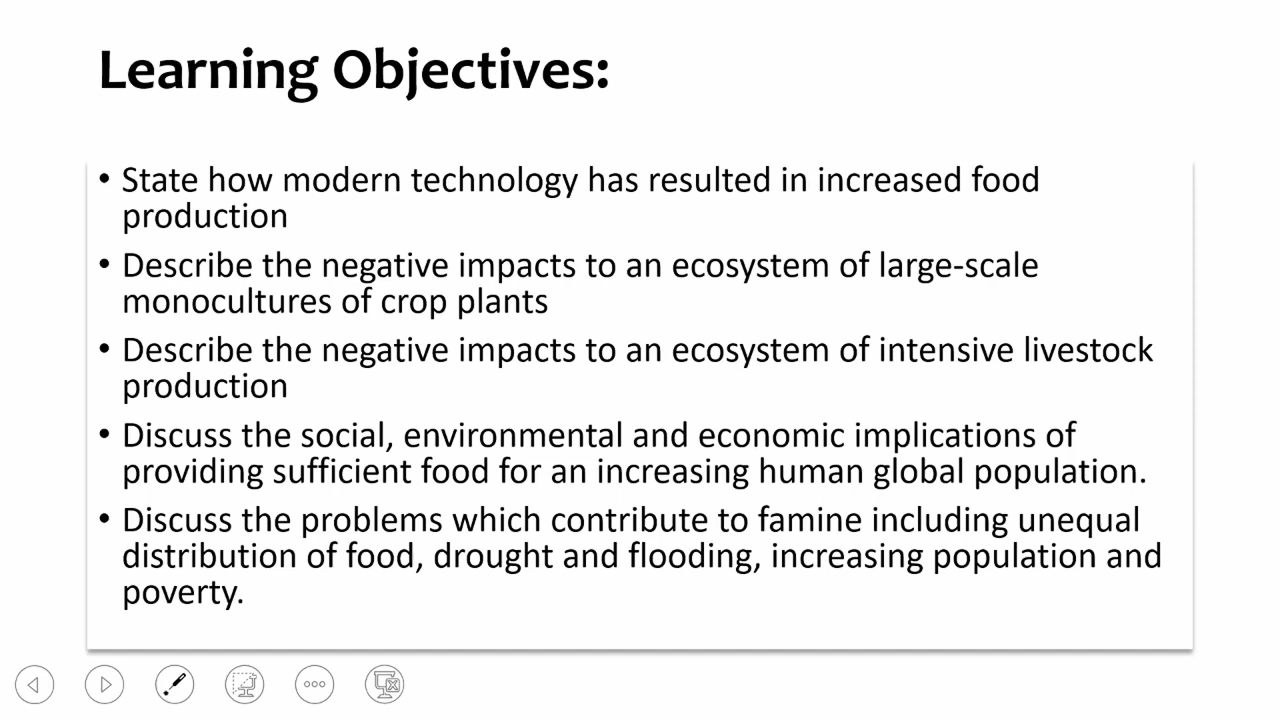 Learning Objectives:
• State how modern technology has resulted in increased food
production
• Describe the negative impacts to an ecosystem of large-scale
monocultures of crop plants
• Describe the negative impacts to an ecosystem of intensive livestock
production
• Discuss the social, environmental and economic implications of
providing sufficient food for an increasing human global population.
• Discuss the problems which contribute to famine including unequal
distribution of food, drought and flooding, increasing population and
poverty.